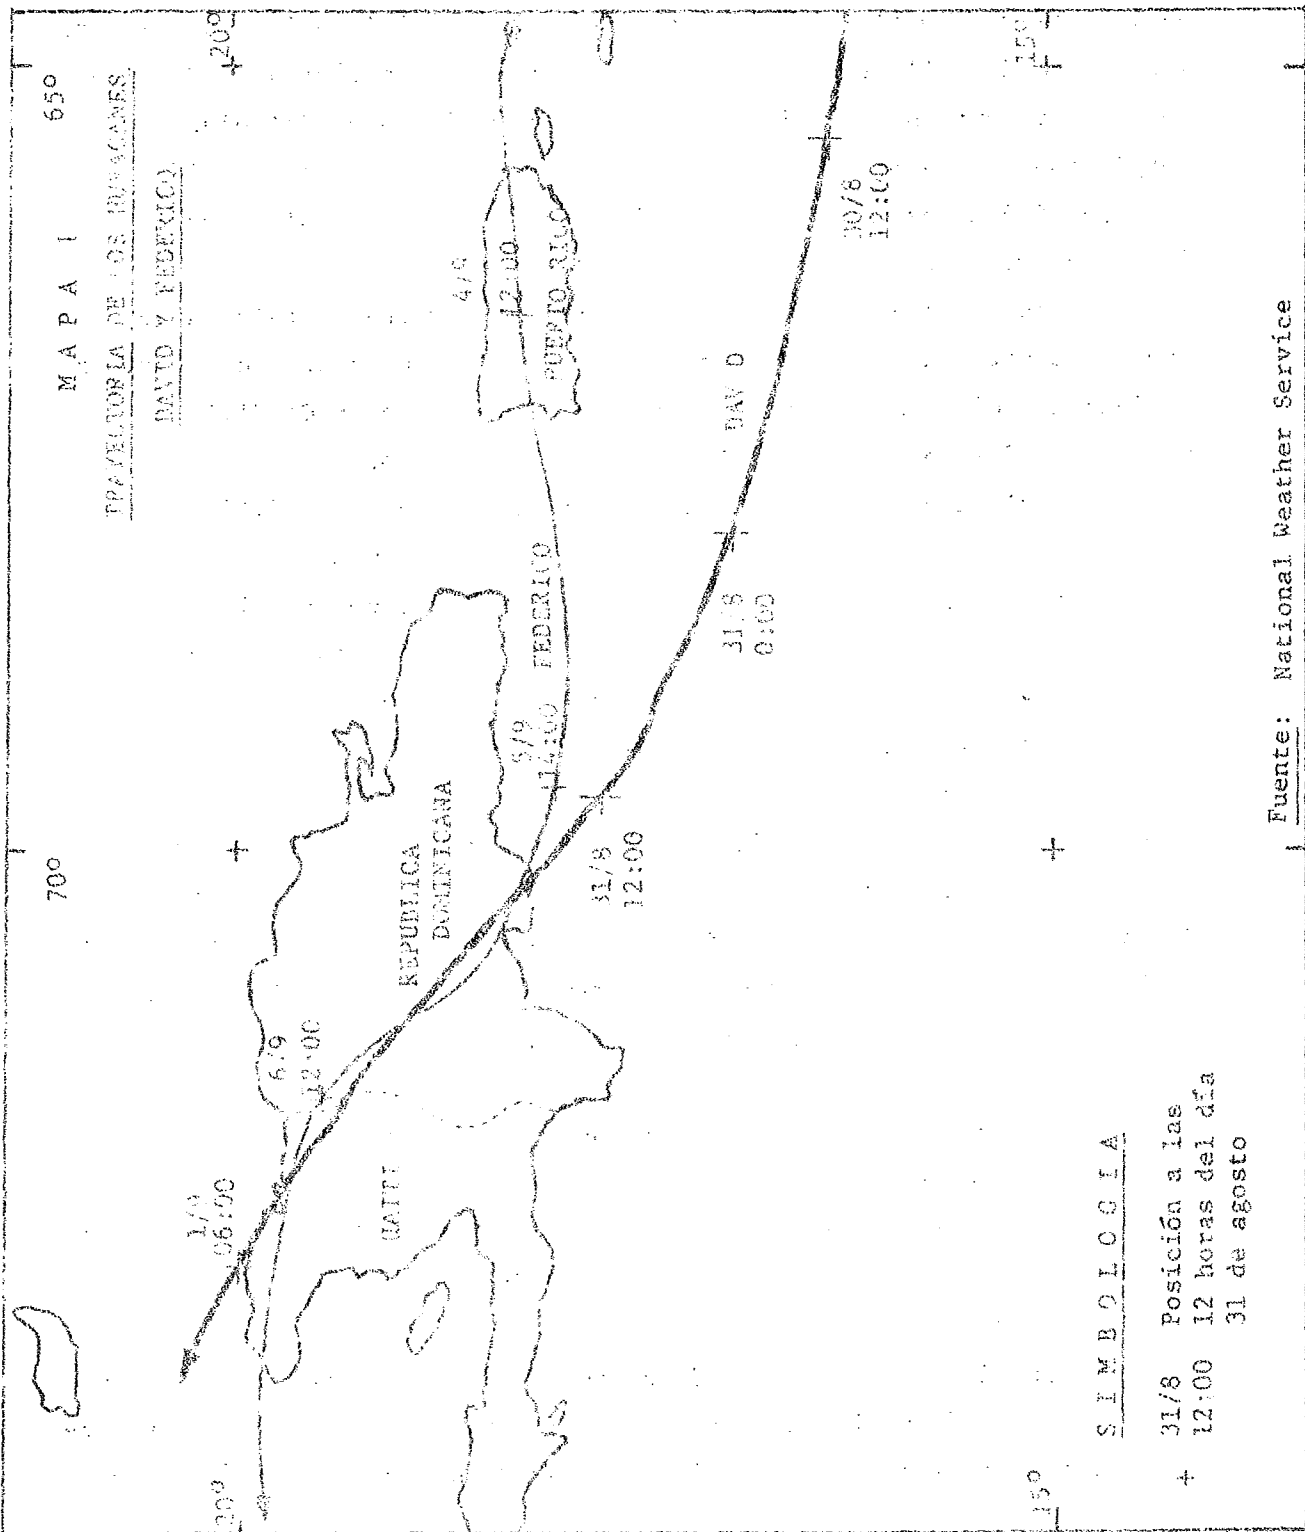 M A P A I
TRAYECTORIA DE LOS HURACANES
DAVID Y FEDERICO
70º
65º
20º
20º
15º
15º
1/9
06:00
6/9
12:00
4/9
12:00
PUERTO RICO
REPUBLICA
DOMINICANA
HAITI
5/9
14:00
FEDERICO
31/8
12:00
31/8
0:00
DAV D
30/8
12:00
S I M B O L O G I A
31/8 Posición a las
+ 12:00 12 horas del día
31 de agosto
Fuente: National Weather Service